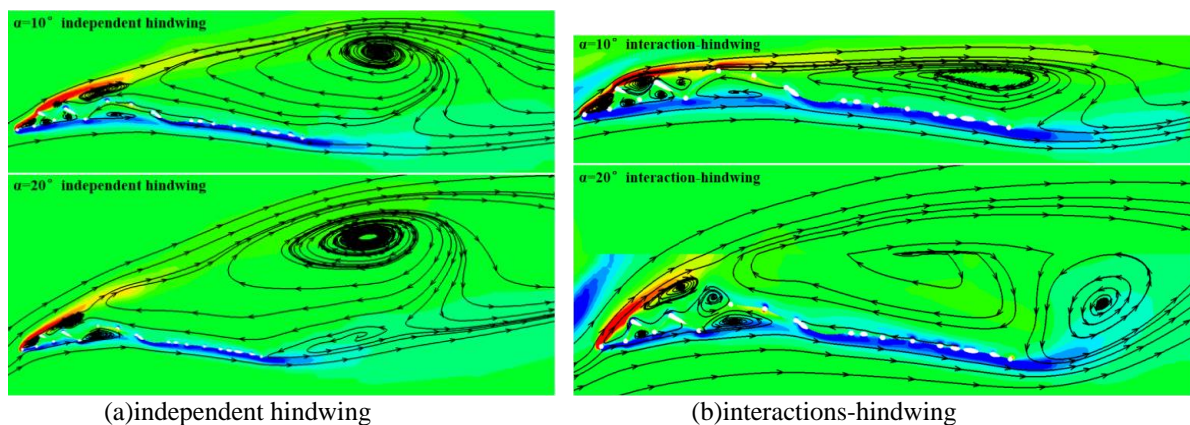 α=10° independent hindwing
α=20° independent hindwing
(a)independent hindwing
α=10° interaction-hindwing
α=20° interaction-hindwing
(b)interactions-hindwing